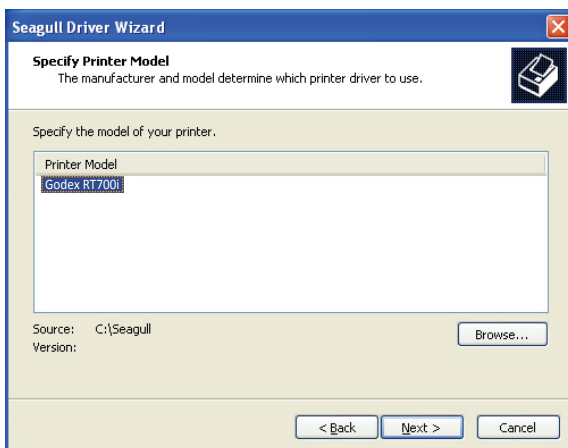 Seagull Driver Wizard
Specify Printer Model
The manufacturer and model determine which printer driver to use.
Specify the model of your printer.
Printer Model
Godex RT700i
Source: C:\Seagull
Version:
Browse...
< Back Next > Cancel